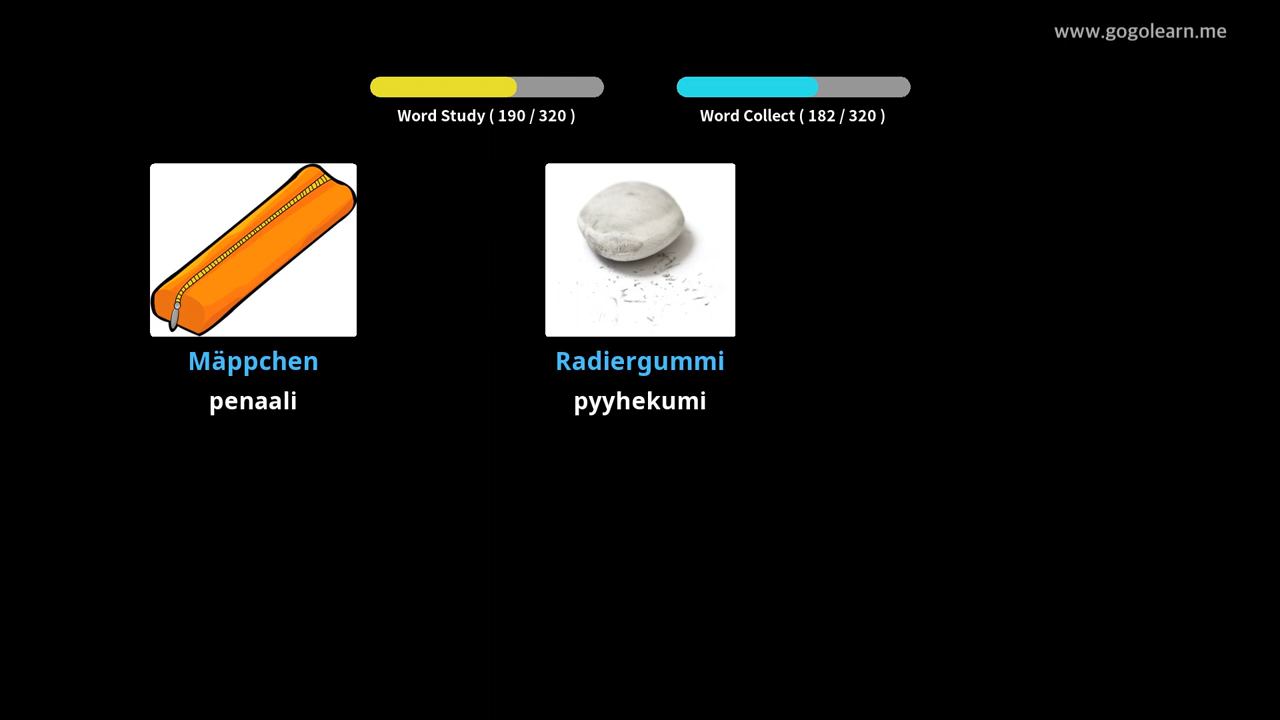 www.gogolearn.me
Word Study ( 190 / 320 )
Word Collect ( 182 / 320 )
Mäppchen
penaali
Radiergummi
pyyhekumi